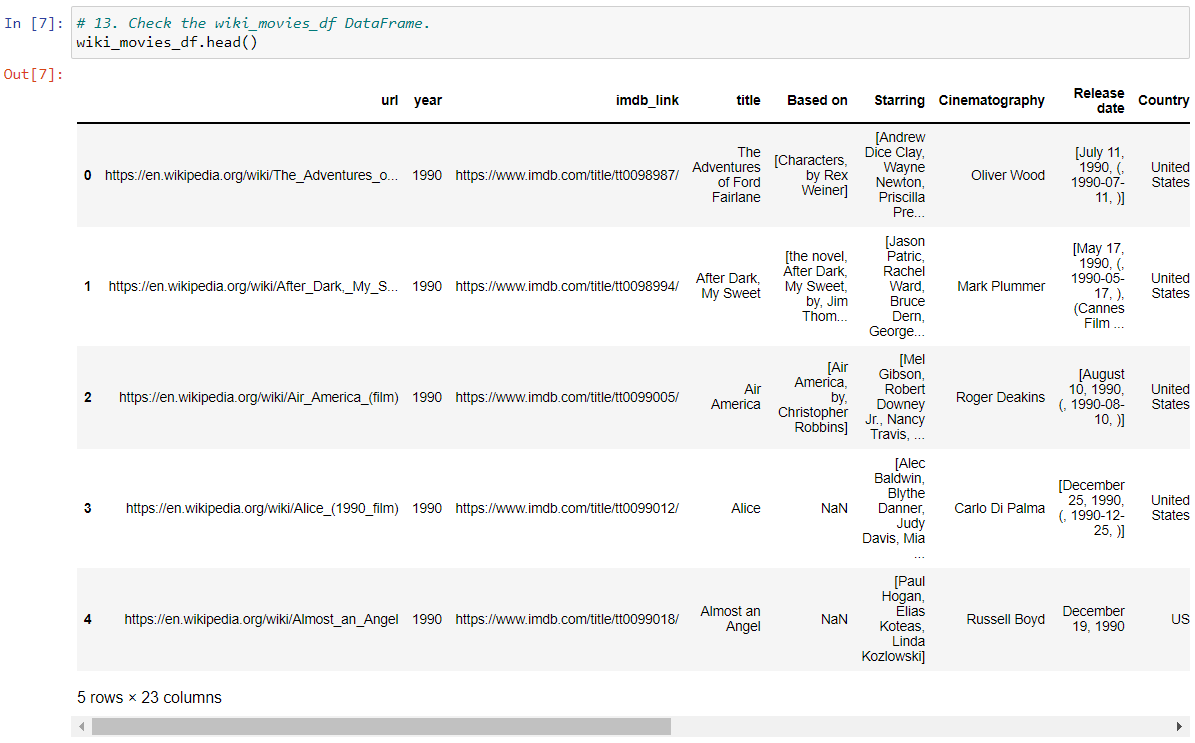 In [7]: # 13. Check the wiki_movies_df DataFrame.
wiki_movies_df.head()
Out[7]:
url year imdb_link title Based on Starring Cinematography Release date Country
0 https://en.wikipedia.org/wiki/The_Adventures_o... 1990 https://www.imdb.com/title/tt0098987/ The Adventures of Ford Fairlane [Characters, by Rex Weiner] [Andrew Dice Clay, Wayne Newton, Priscilla Pre... Oliver Wood [July 11, 1990, (, 1990-07-11, )] United States
1 https://en.wikipedia.org/wiki/After_Dark,_My_S... 1990 https://www.imdb.com/title/tt0098994/ After Dark, My Sweet [the novel, After Dark, My Sweet, by, Jim Thom... [Jason Patric, Rachel Ward, Bruce Dern, George... Mark Plummer [May 17, 1990, (, 1990-05-17, ), (Cannes Film ... United States
2 https://en.wikipedia.org/wiki/Air_America_(film) 1990 https://www.imdb.com/title/tt0099005/ Air America [Air America, by, Christopher Robbins] [Mel Gibson, Robert Downey Jr., Nancy Travis, ... Roger Deakins [August 10, 1990, (, 1990-08-10, )] United States
3 https://en.wikipedia.org/wiki/Alice_(1990_film) 1990 https://www.imdb.com/title/tt0099012/ Alice NaN [Alec Baldwin, Blythe Danner, Judy Davis, Mia ... Carlo Di Palma [December 25, 1990, (, 1990-12-25, )] United States
4 https://en.wikipedia.org/wiki/Almost_an_Angel 1990 https://www.imdb.com/title/tt0099018/ Almost an Angel NaN [Paul Hogan, Elias Koteas, Linda Kozlowski] Russell Boyd December 19, 1990 US
5 rows × 23 columns